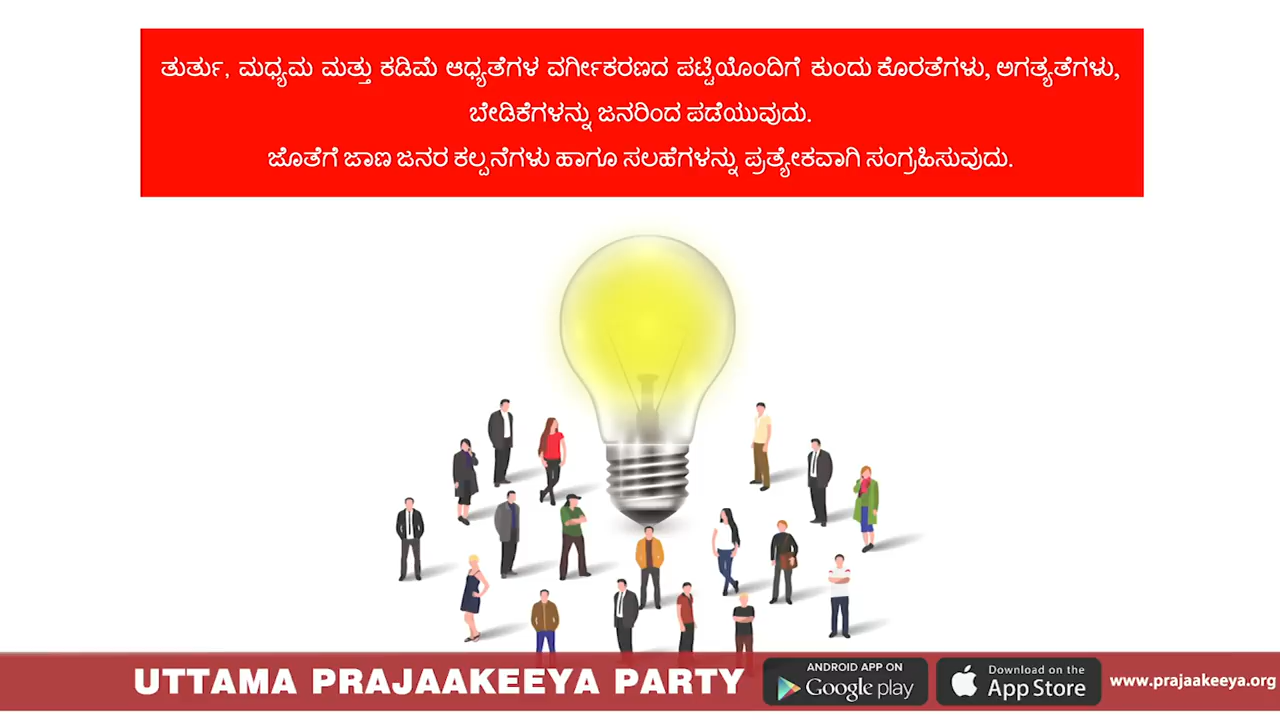 ತುರ್ತು, ಮಧ್ಯಮ ಮತ್ತು ಕಡಿಮೆ ಆಧ್ಯತೆಗಳ ವರ್ಗೀಕರಣದ ಪಟ್ಟಿಯೊಂದಿಗೆ ಕುಂದು ಕೊರತೆಗಳು, ಅಗತ್ಯತೆಗಳು,
ಬೇಡಿಕೆಗಳನ್ನು ಜನರಿಂದ ಪಡೆಯುವುದು.
ಜೊತೆಗೆ ಜಾಣ ಜನರ ಕಲ್ಪನೆಗಳು ಹಾಗೂ ಸಲಹೆಗಳನ್ನು ಪ್ರತ್ಯೇಕವಾಗಿ ಸಂಗ್ರಹಿಸುವುದು.
UTTAMA PRAJAAKEEYA PARTY
ANDROID APP ON
Google play
Download on the
App Store
www.prajaakeeya.org